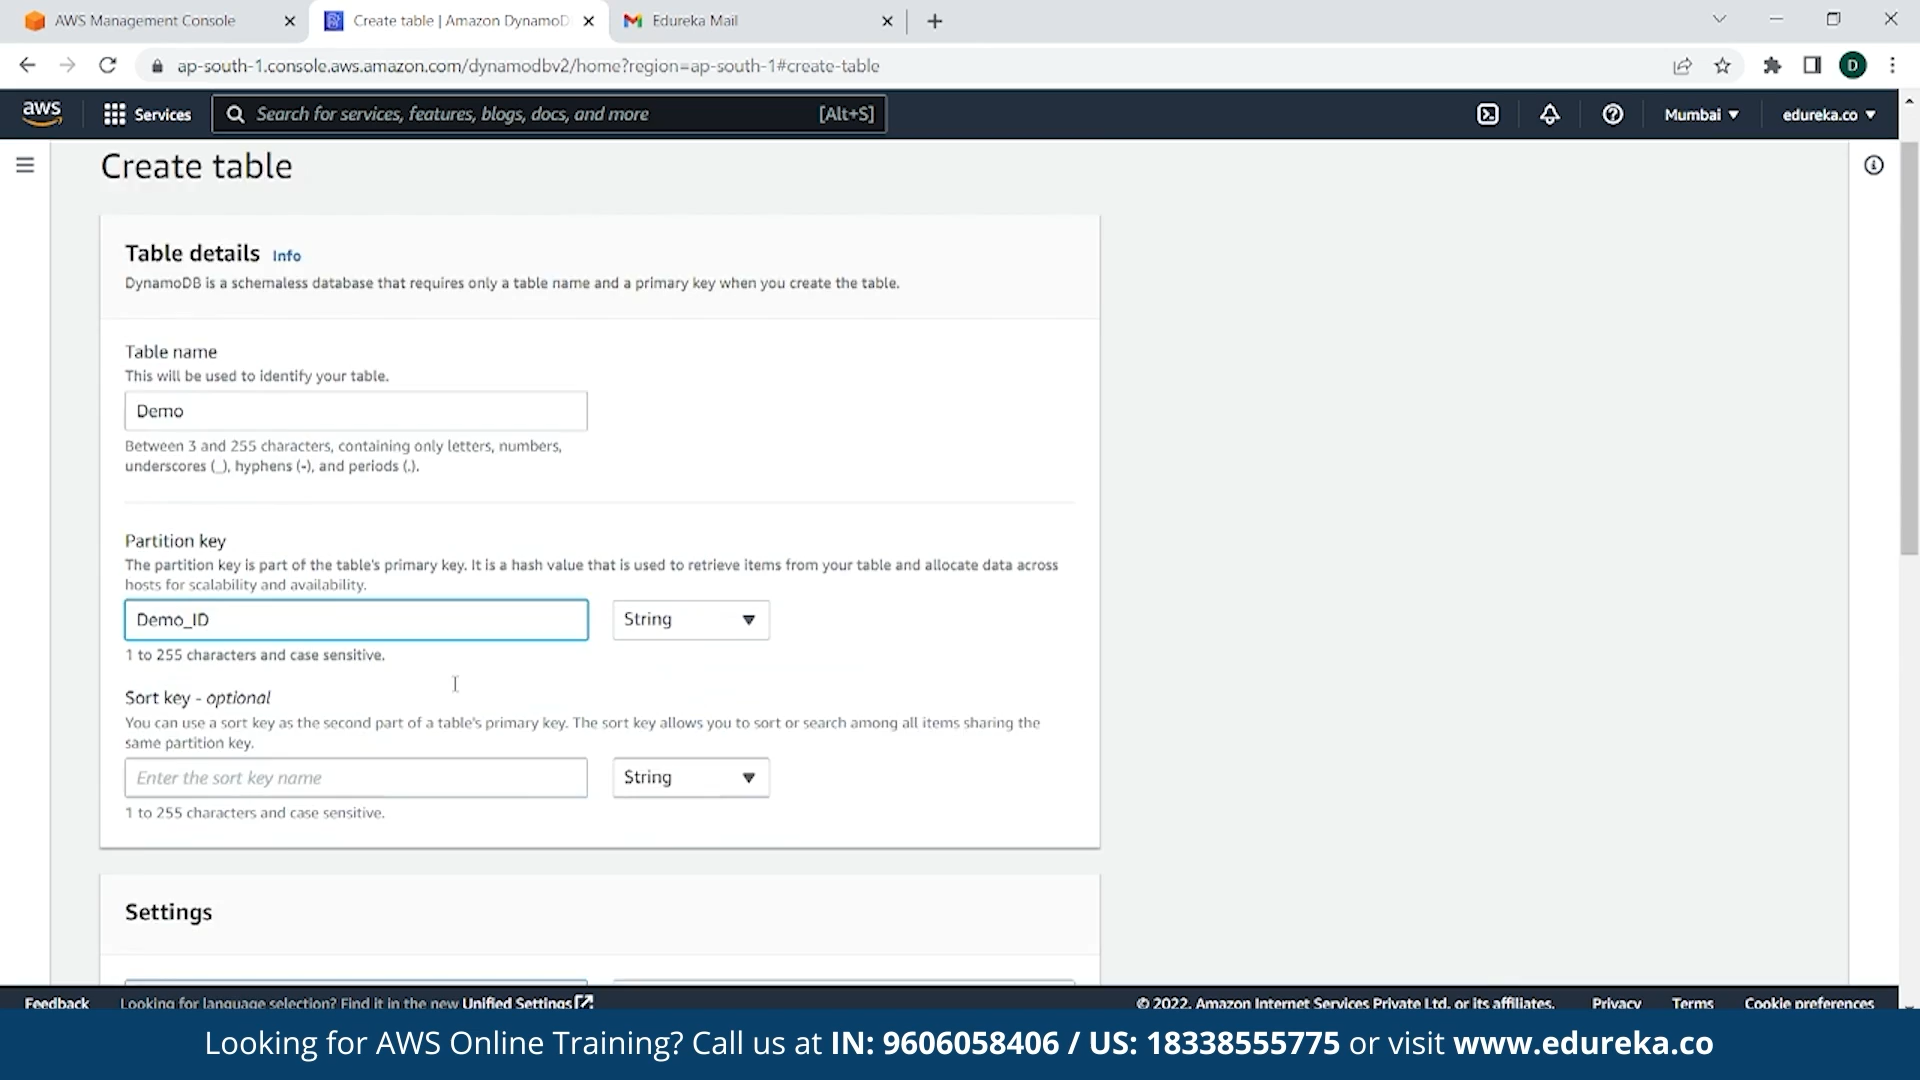 AWS Management Console
Create table | Amazon DynamoD
Edureka Mail
ap-south-1.console.aws.amazon.com/dynamodbv2/home?region=ap-south-1#create-table
D
aws
Services
Search for services, features, blogs, docs, and more
[Alt+S]
Mumbai
edureka.co
Create table
Table details Info
DynamoDB is a schemaless database that requires only a table name and a primary key when you create the table.
Table name
This will be used to identify your table.
Demo
Between 3 and 255 characters, containing only letters, numbers,
underscores (_), hyphens (-), and periods (.).
Partition key
The partition key is part of the table's primary key. It is a hash value that is used to retrieve items from your table and allocate data across
hosts for scalability and availability.
Demo_ID
String
1 to 255 characters and case sensitive.
Sort key - optional
You can use a sort key as the second part of a table's primary key. The sort key allows you to sort or search among all items sharing the
same partition key.
Enter the sort key name
String
1 to 255 characters and case sensitive.
Settings
Feedback
Looking for language selection? Find it in the new Unified Settings
© 2022, Amazon Internet Services Private Ltd. or its affiliates.
Privacy
Terms
Cookie preferences
Looking for AWS Online Training? Call us at IN: 9606058406 / US: 18338555775 or visit www.edureka.co